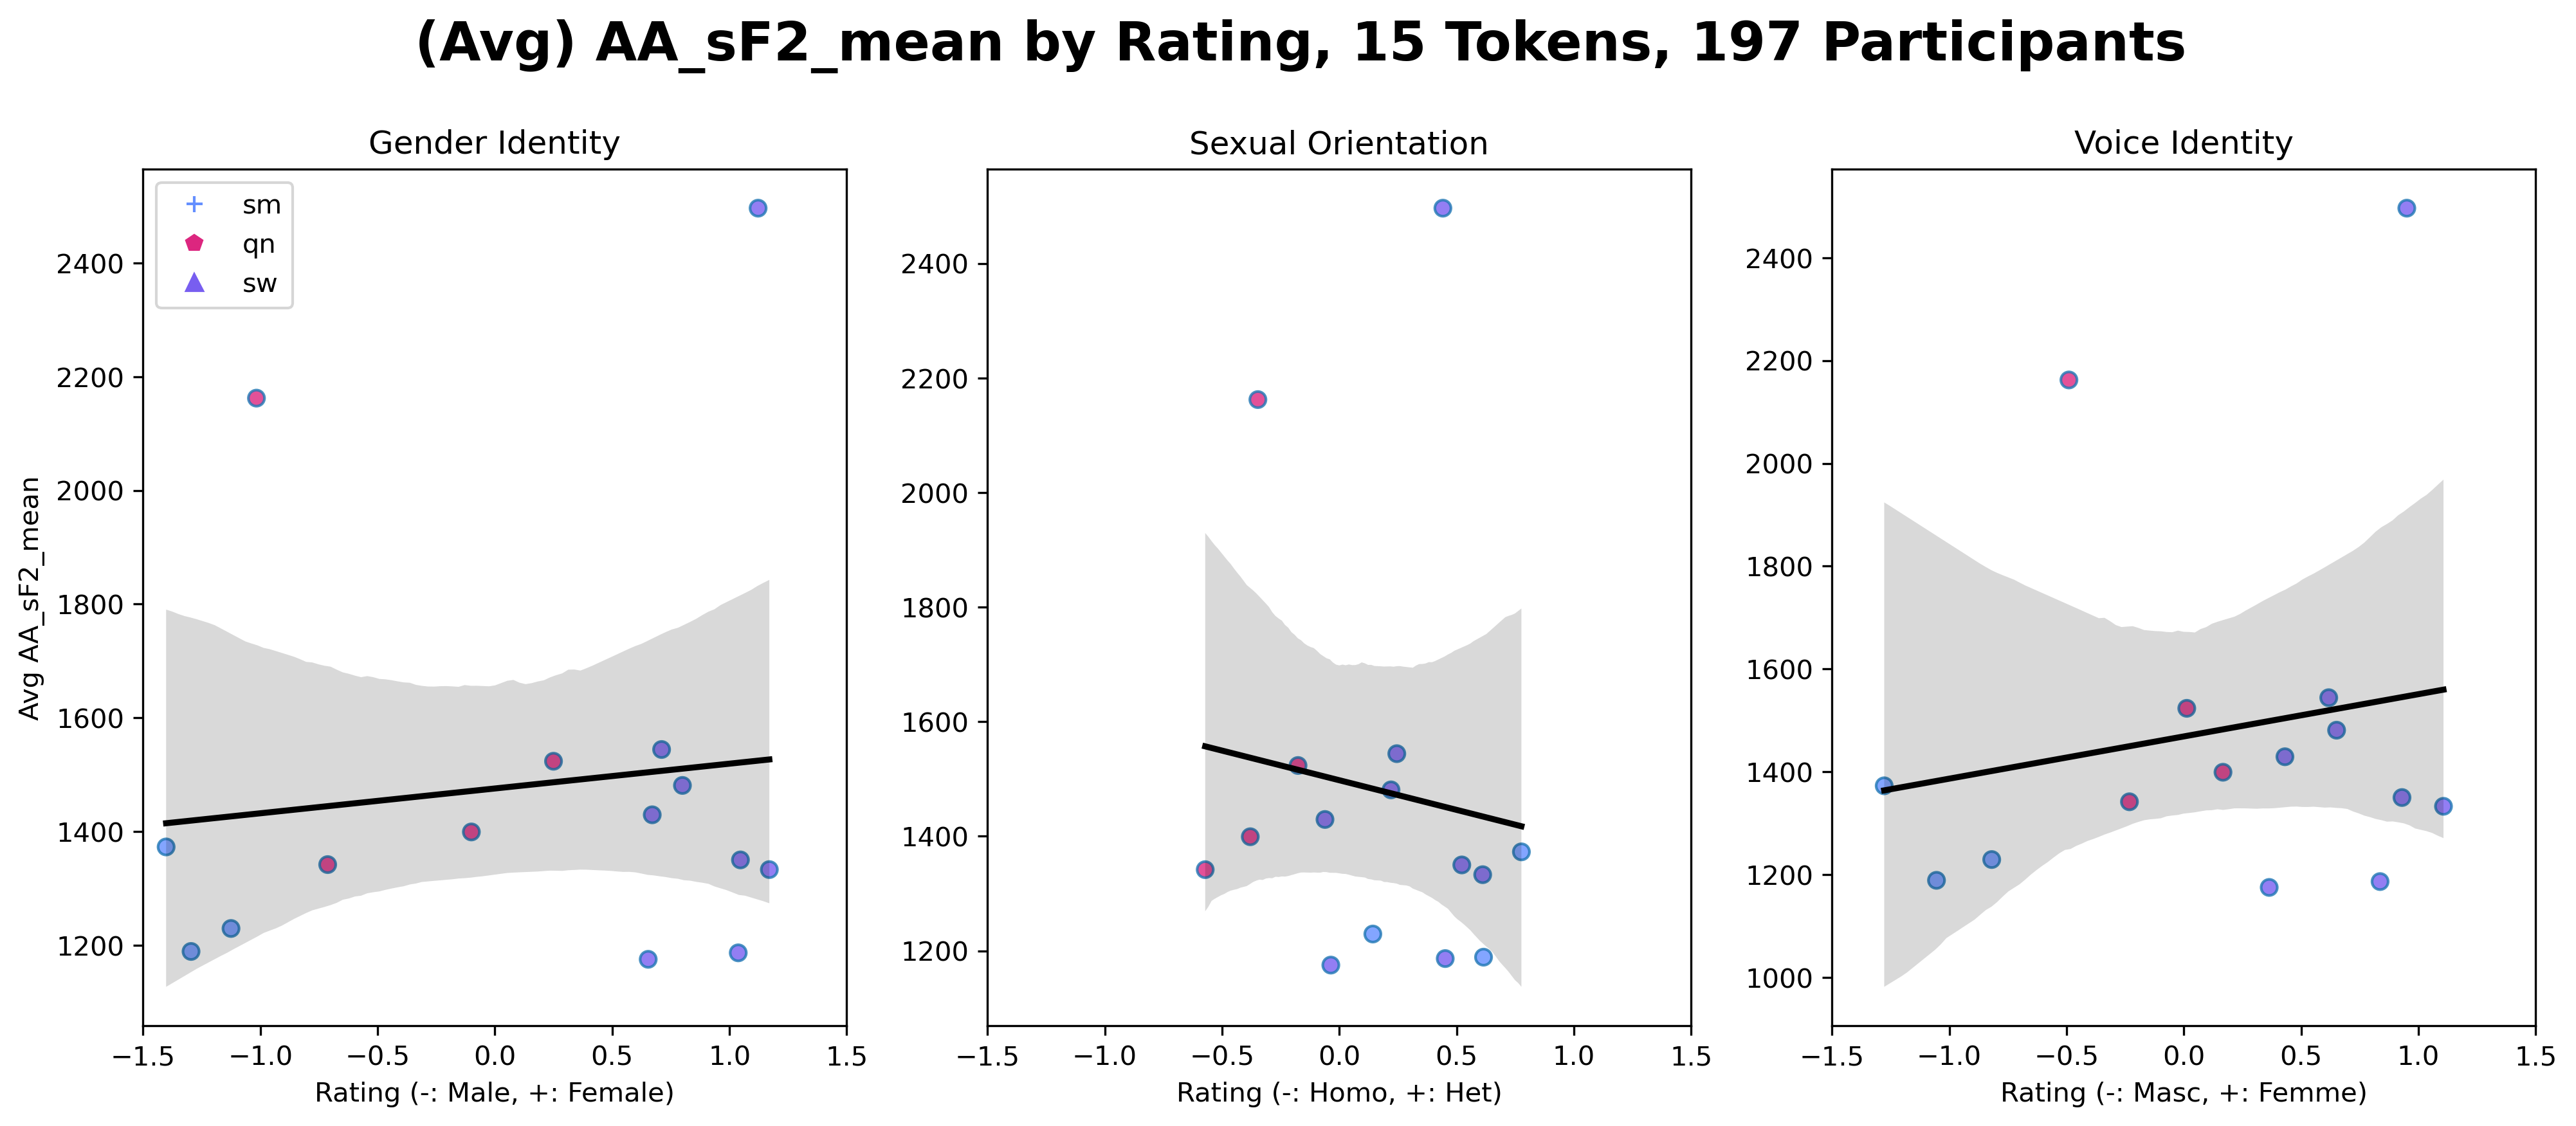 (Avg) AA_sF2_mean by Rating, 15 Tokens, 197 Participants
Gender Identity
sm
qn
sw
2400
2200
2000
1800
1600
1400
1200
Avg AA_sF2_mean
−1.5 −1.0 −0.5 0.0 0.5 1.0 1.5
Rating (-: Male, +: Female)
Sexual Orientation
2400
2200
2000
1800
1600
1400
1200
−1.5 −1.0 −0.5 0.0 0.5 1.0 1.5
Rating (-: Homo, +: Het)
Voice Identity
2400
2200
2000
1800
1600
1400
1200
1000
−1.5 −1.0 −0.5 0.0 0.5 1.0 1.5
Rating (-: Masc, +: Femme)